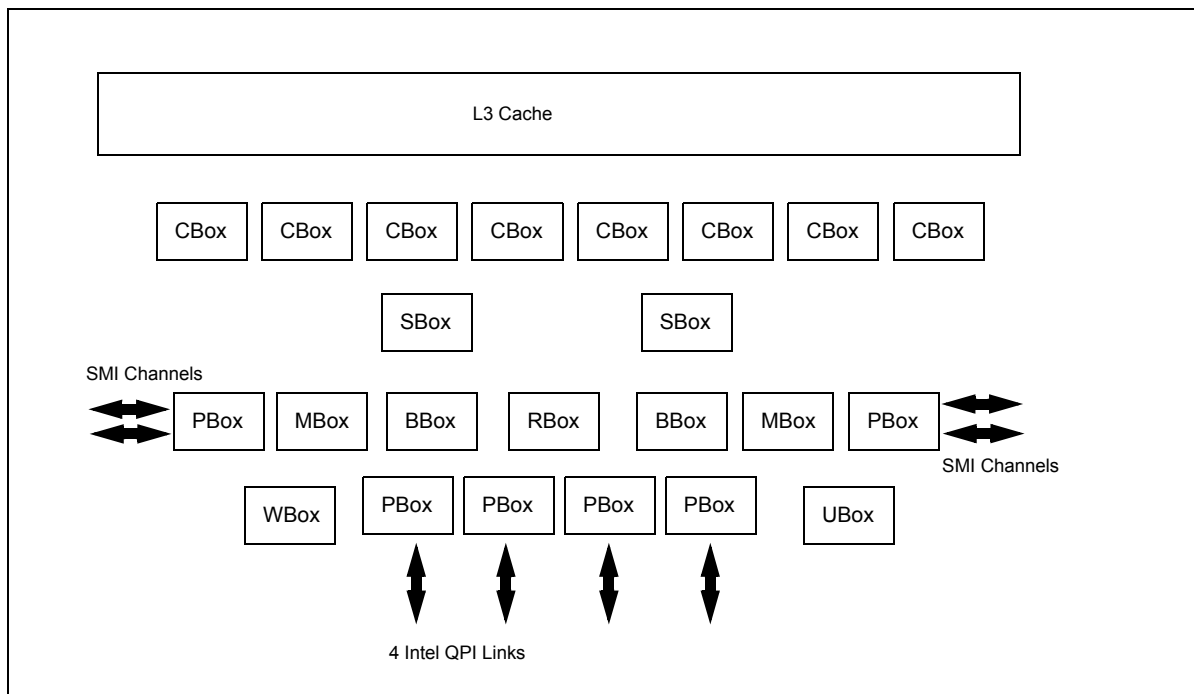 L3 Cache
CBox CBox CBox CBox CBox CBox CBox CBox
SBox SBox
SMI Channels
PBox MBox BBox RBox BBox MBox PBox
SMI Channels
WBox PBox PBox PBox PBox UBox
4 Intel QPI Links